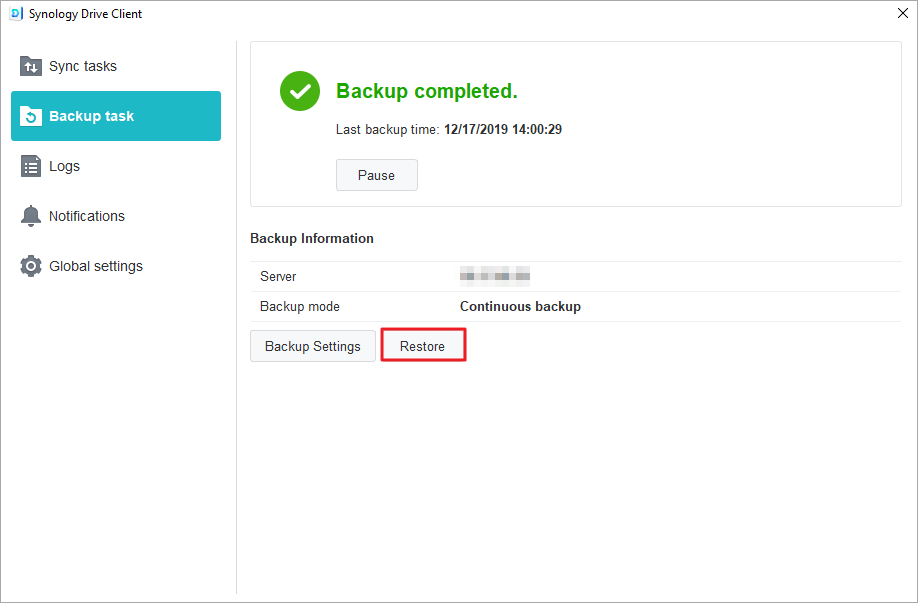 Synology Drive Client
Sync tasks
Backup task
Logs
Notifications
Global settings
Backup completed.
Last backup time: 12/17/2019 14:00:29
Pause
Backup Information
Server
Backup mode Continuous backup
Backup Settings Restore